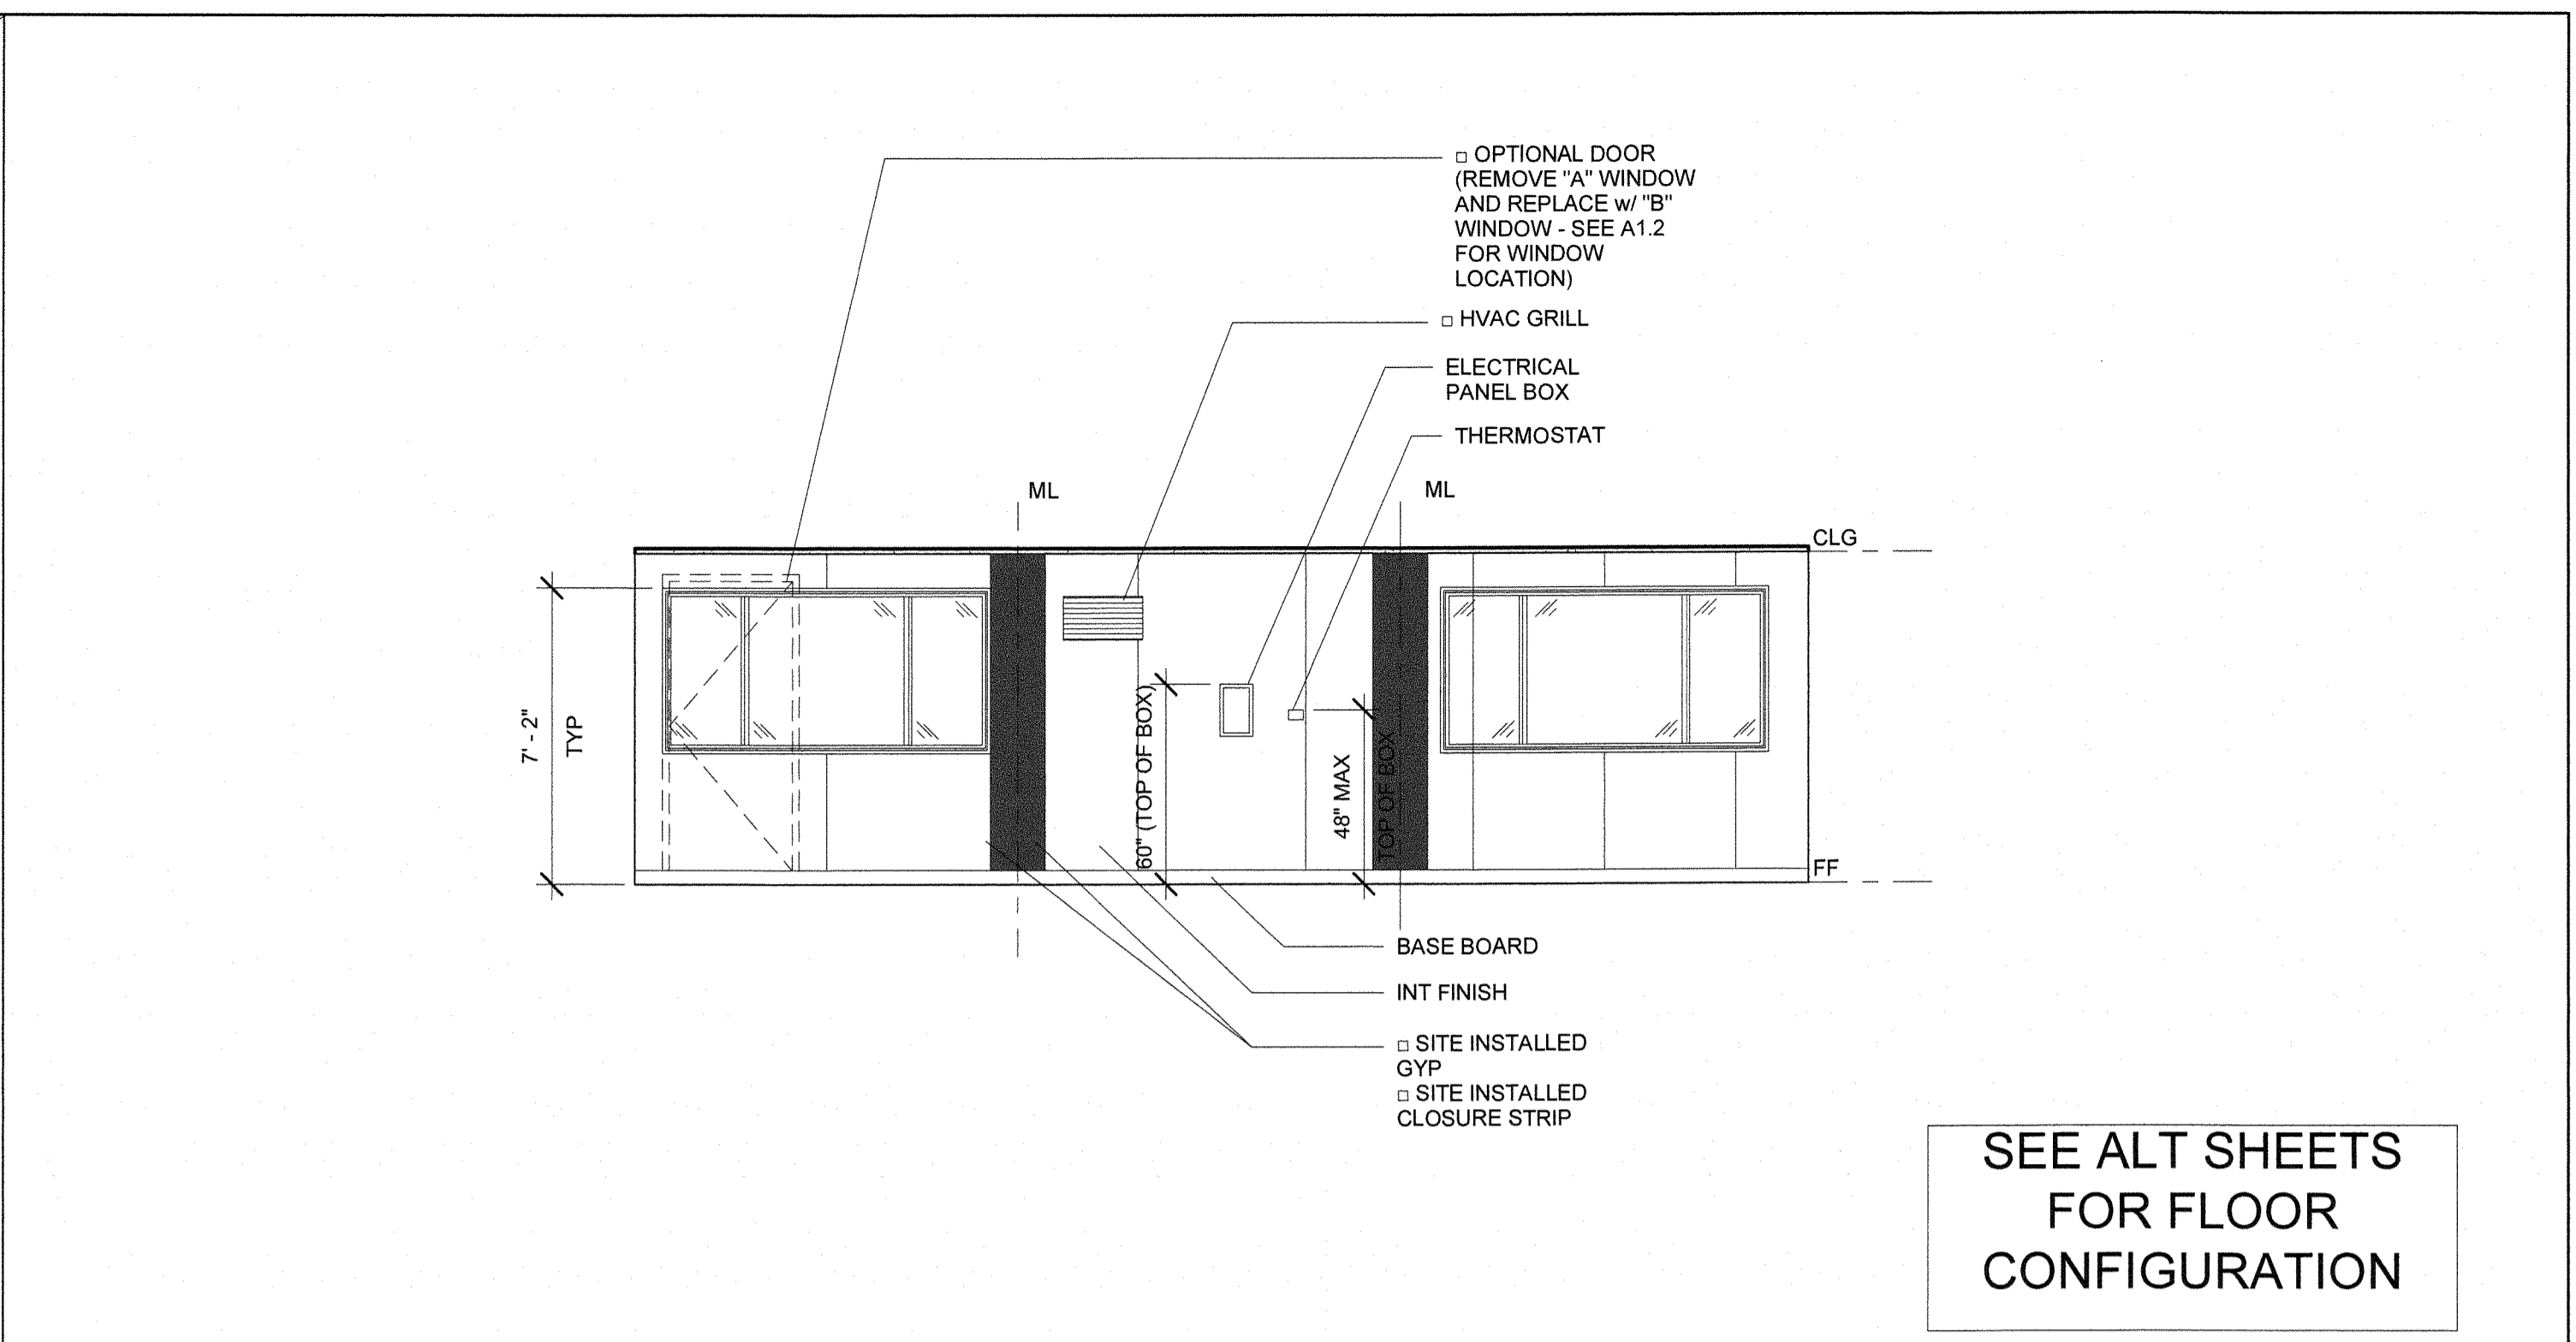 □ OPTIONAL DOOR
(REMOVE "A" WINDOW
AND REPLACE w/ "B"
WINDOW - SEE A1.2
FOR WINDOW
LOCATION)
□ HVAC GRILL
ELECTRICAL
PANEL BOX
THERMOSTAT
ML
ML
CLG
7' - 2"
TYP
60" (TOP OF BOX)
48" MAX
TOP OF BOX
FF
BASE BOARD
INT FINISH
□ SITE INSTALLED
GYP
□ SITE INSTALLED
CLOSURE STRIP
SEE ALT SHEETS
FOR FLOOR
CONFIGURATION